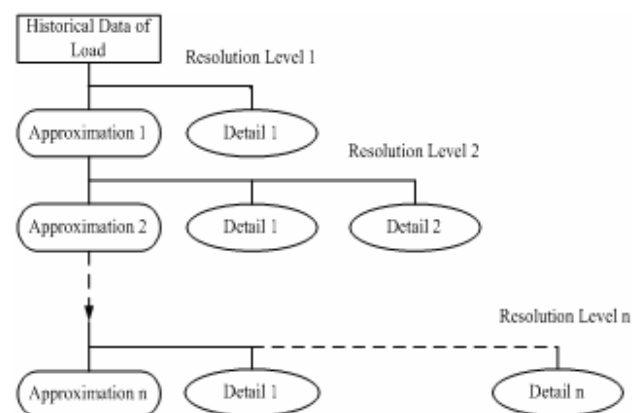 Historical Data of
Load
Resolution Level 1
Approximation 1
Detail 1
Resolution Level 2
Approximation 2
Detail 1
Detail 2
Resolution Level n
Approximation n
Detail 1
Detail n